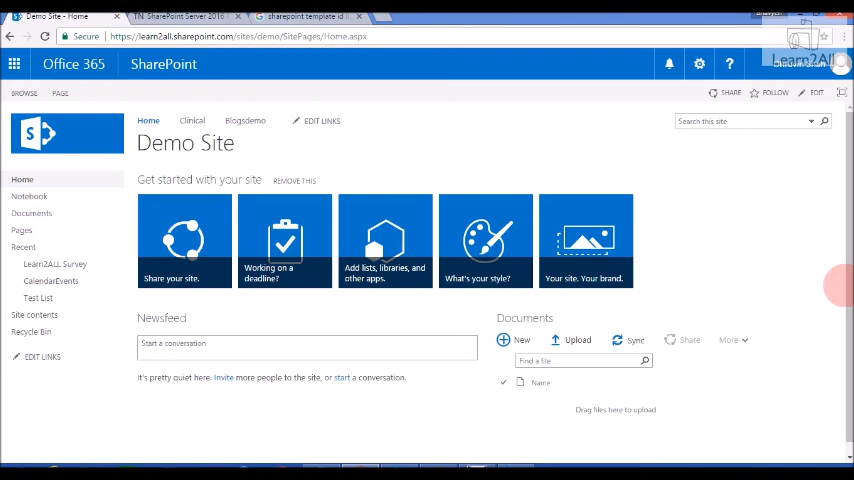 Demo Site - Home
TN SharePoint Server 2016
sharepoint template id li
Secure
https://learn2all.sharepoint.com/sites/demo/SitePages/Home.aspx
Learn2All
Office 365
SharePoint
?
BROWSE
PAGE
SHARE
FOLLOW
EDIT
S
Home
Clinical
Blogsdemo
EDIT LINKS
Search this site
Demo Site
Home
Notebook
Documents
Pages
Recent
Learn2ALL Survey
CalendarEvents
Test List
Site contents
Recycle Bin
EDIT LINKS
Get started with your site
REMOVE THIS
Share your site.
Working on a
deadline?
Add lists, libraries, and
other apps.
What's your style?
Your site. Your brand.
Newsfeed
Start a conversation
It's pretty quiet here. Invite more people to the site, or start a conversation.
Documents
New
Upload
Sync
Share
More
Find a file
Name
Drag files here to upload